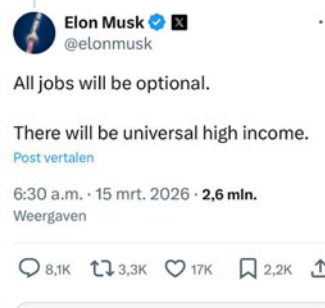 Elon Musk X
@elonmusk
All jobs will be optional.
There will be universal high income.
Post vertalen
6:30 a.m. · 15 mrt. 2026 · 2,6 mln.
Weergaven
8,1K 3,3K 17K 2,2K